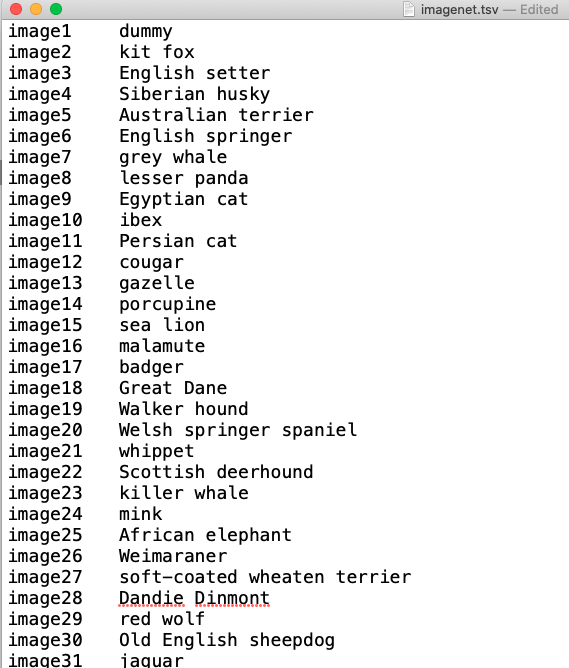 imagenet.tsv — Edited
image1 dummy
image2 kit fox
image3 English setter
image4 Siberian husky
image5 Australian terrier
image6 English springer
image7 grey whale
image8 lesser panda
image9 Egyptian cat
image10 ibex
image11 Persian cat
image12 cougar
image13 gazelle
image14 porcupine
image15 sea lion
image16 malamute
image17 badger
image18 Great Dane
image19 Walker hound
image20 Welsh springer spaniel
image21 whippet
image22 Scottish deerhound
image23 killer whale
image24 mink
image25 African elephant
image26 Weimaraner
image27 soft-coated wheaten terrier
image28 Dandie Dinmont
image29 red wolf
image30 Old English sheepdog
image31 jaguar